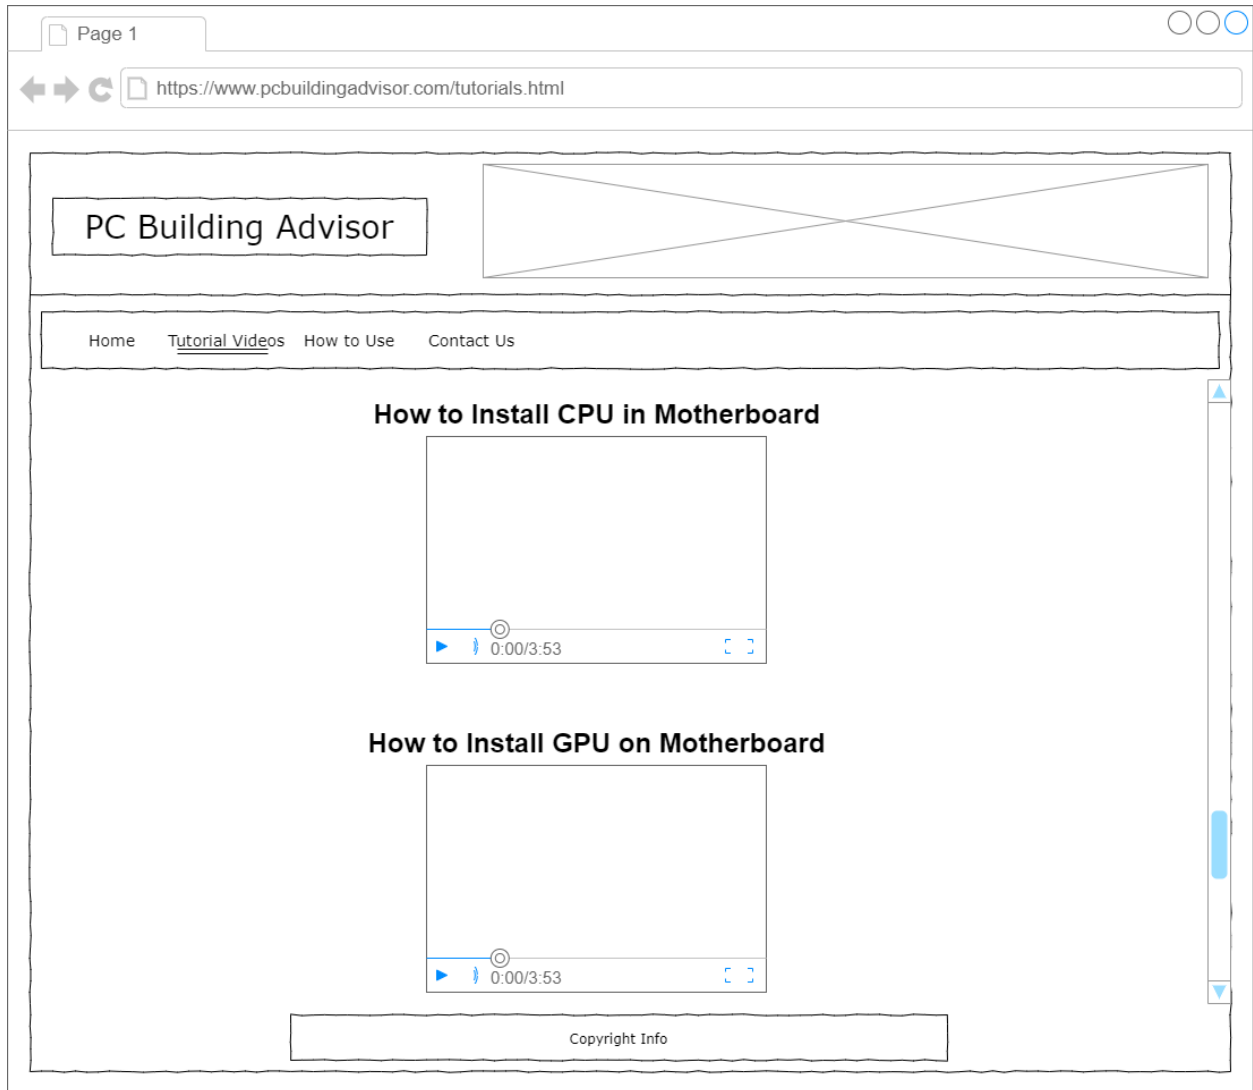 Page 1
https://www.pcbuildingadvisor.com/tutorials.html
PC Building Advisor
Home Tutorial Videos How to Use Contact Us
How to Install CPU in Motherboard
0:00/3:53
How to Install GPU on Motherboard
0:00/3:53
Copyright Info